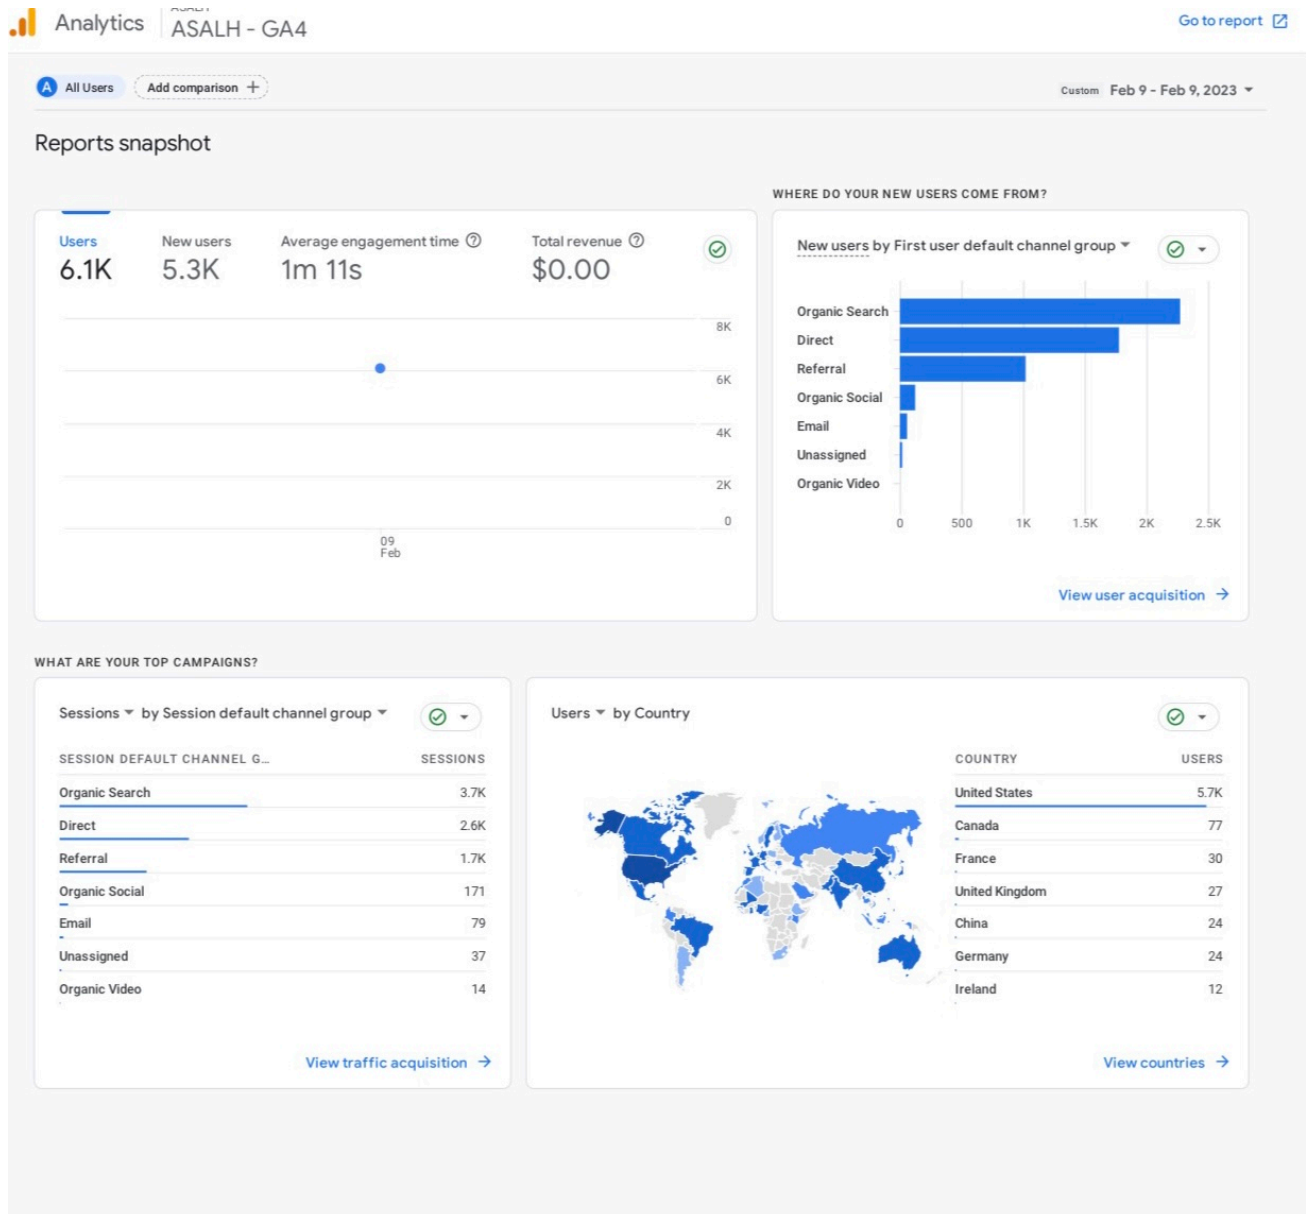 Analytics
ASALH - GA4
Go to report
A All Users
Add comparison +
Custom Feb 9 - Feb 9, 2023
Reports snapshot
Users
6.1K
New users
5.3K
Average engagement time
1m 11s
Total revenue
$0.00
8K
6K
4K
2K
0
09
Feb
WHERE DO YOUR NEW USERS COME FROM?
New users by First user default channel group
Organic Search
Direct
Referral
Organic Social
Email
Unassigned
Organic Video
0 500 1K 1.5K 2K 2.5K
View user acquisition
WHAT ARE YOUR TOP CAMPAIGNS?
Sessions by Session default channel group
SESSION DEFAULT CHANNEL G... SESSIONS
Organic Search 3.7K
Direct 2.6K
Referral 1.7K
Organic Social 171
Email 79
Unassigned 37
Organic Video 14
View traffic acquisition
Users by Country
COUNTRY USERS
United States 5.7K
Canada 77
France 30
United Kingdom 27
China 24
Germany 24
Ireland 12
View countries